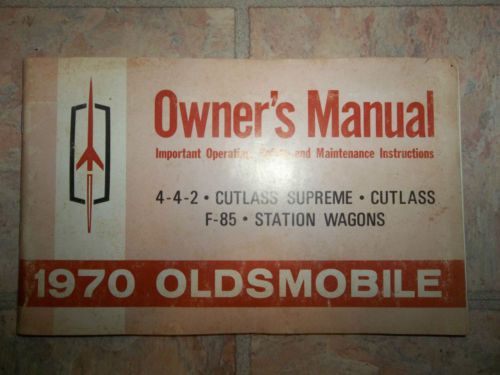 Owner's Manual
Important Operating, Safety and Maintenance Instructions
4-4-2 • CUTLASS SUPREME • CUTLASS
F-85 • STATION WAGONS
1970 OLDSMOBILE